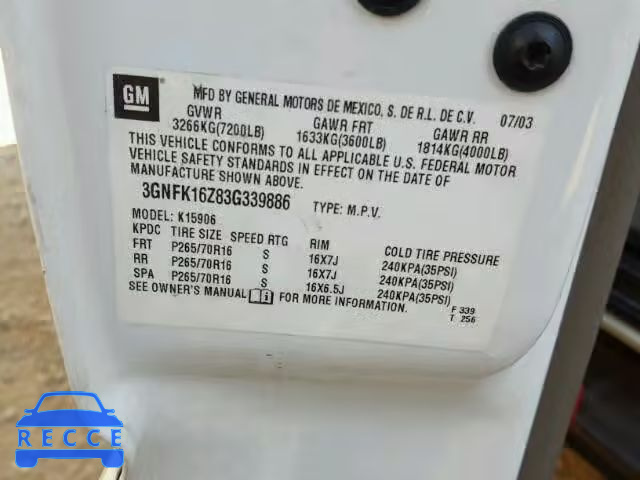 GM
MFD BY GENERAL MOTORS DE MEXICO, S. DE R.L. DE C.V. 07/03
GVWR GAWR FRT GAWR RR
3266KG(7200LB) 1633KG(3600LB) 1814KG(4000LB)
THIS VEHICLE CONFORMS TO ALL APPLICABLE U.S. FEDERAL MOTOR
VEHICLE SAFETY STANDARDS IN EFFECT ON THE DATE OF
MANUFACTURE SHOWN ABOVE.
3GNFK16Z83G339886 TYPE: M.P.V.
MODEL: K15906
KPDC TIRE SIZE SPEED RTG RIM COLD TIRE PRESSURE
FRT P265/70R16 S 16X7J 240KPA(35PSI)
RR P265/70R16 S 16X7J 240KPA(35PSI)
SPA P265/70R16 S 16X6.5J 240KPA(35PSI)
SEE OWNER'S MANUAL FOR MORE INFORMATION.
F 339
T 256
RECCE